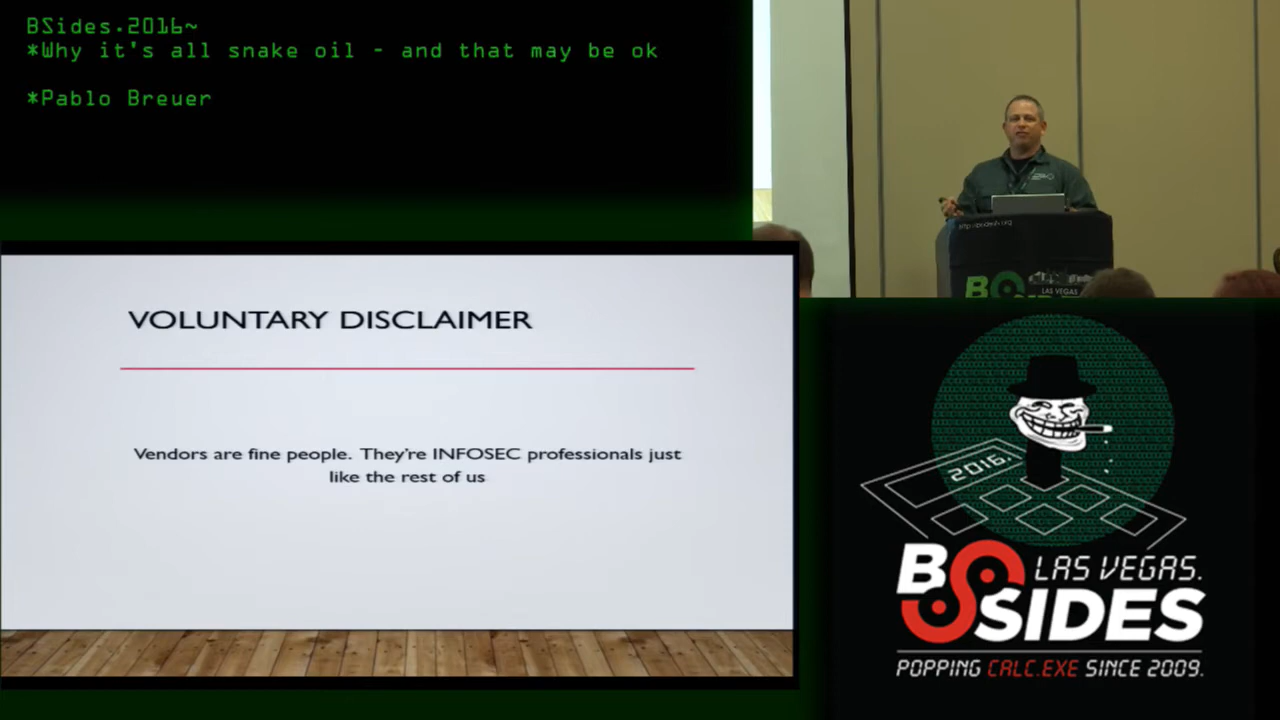 BSides.2016~
*Why it's all snake oil - and that may be ok
*Pablo Breuer
VOLUNTARY DISCLAIMER
Vendors are fine people. They're INFOSEC professionals just
like the rest of us
LAS VEGAS
2016.
BSIDES
LAS VEGAS.
POPPING CALC.EXE SINCE 2009.